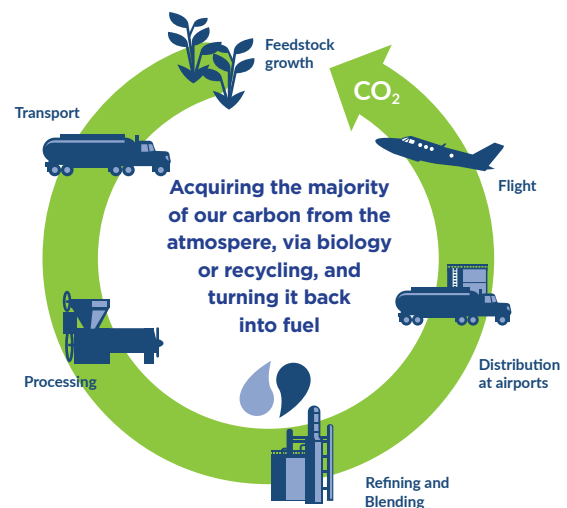 Feedstock
growth
CO₂
Transport
Flight
Acquiring the majority
of our carbon from the
atmospere, via biology
or recycling, and
turning it back
into fuel
Distribution
at airports
Processing
Refining and
Blending